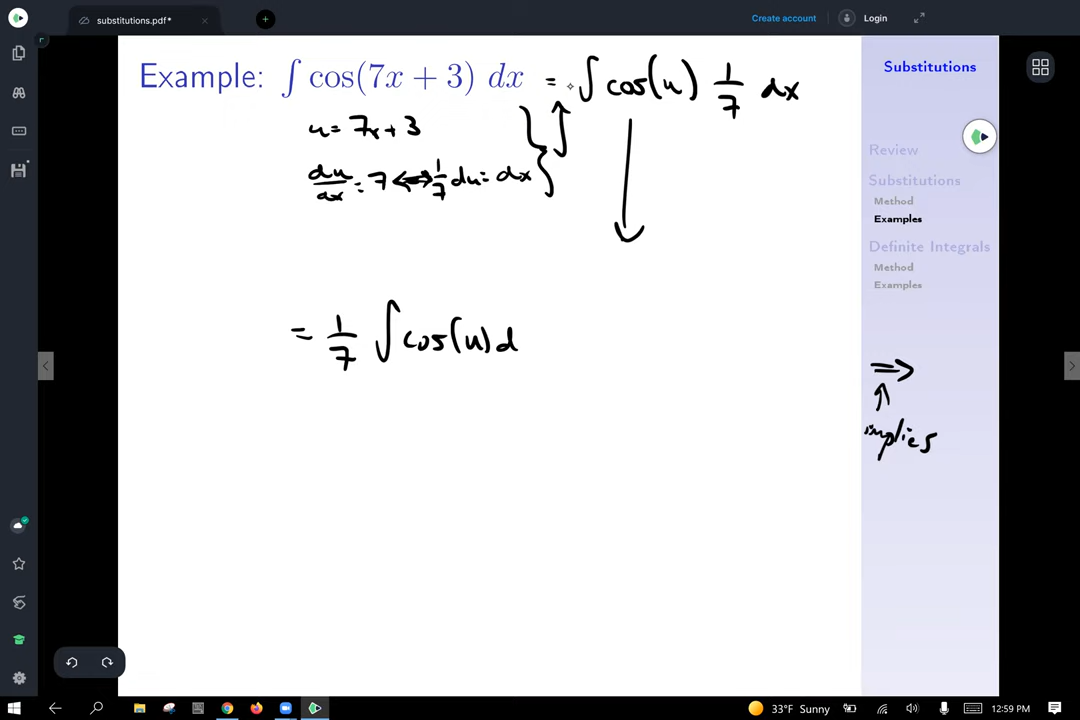 substitutions.pdf*
Create account
Login
Example: ∫ cos(7x + 3) dx = ∫ cos(u) 1/7 dx
u = 7x + 3
du/dx = 7 ⟷ 1/7 du = dx
= 1/7 ∫ cos(u) d
Substitutions
Review
Substitutions
Method
Examples
Definite Integrals
Method
Examples
⇒
↑
implies
33°F Sunny
12:59 PM